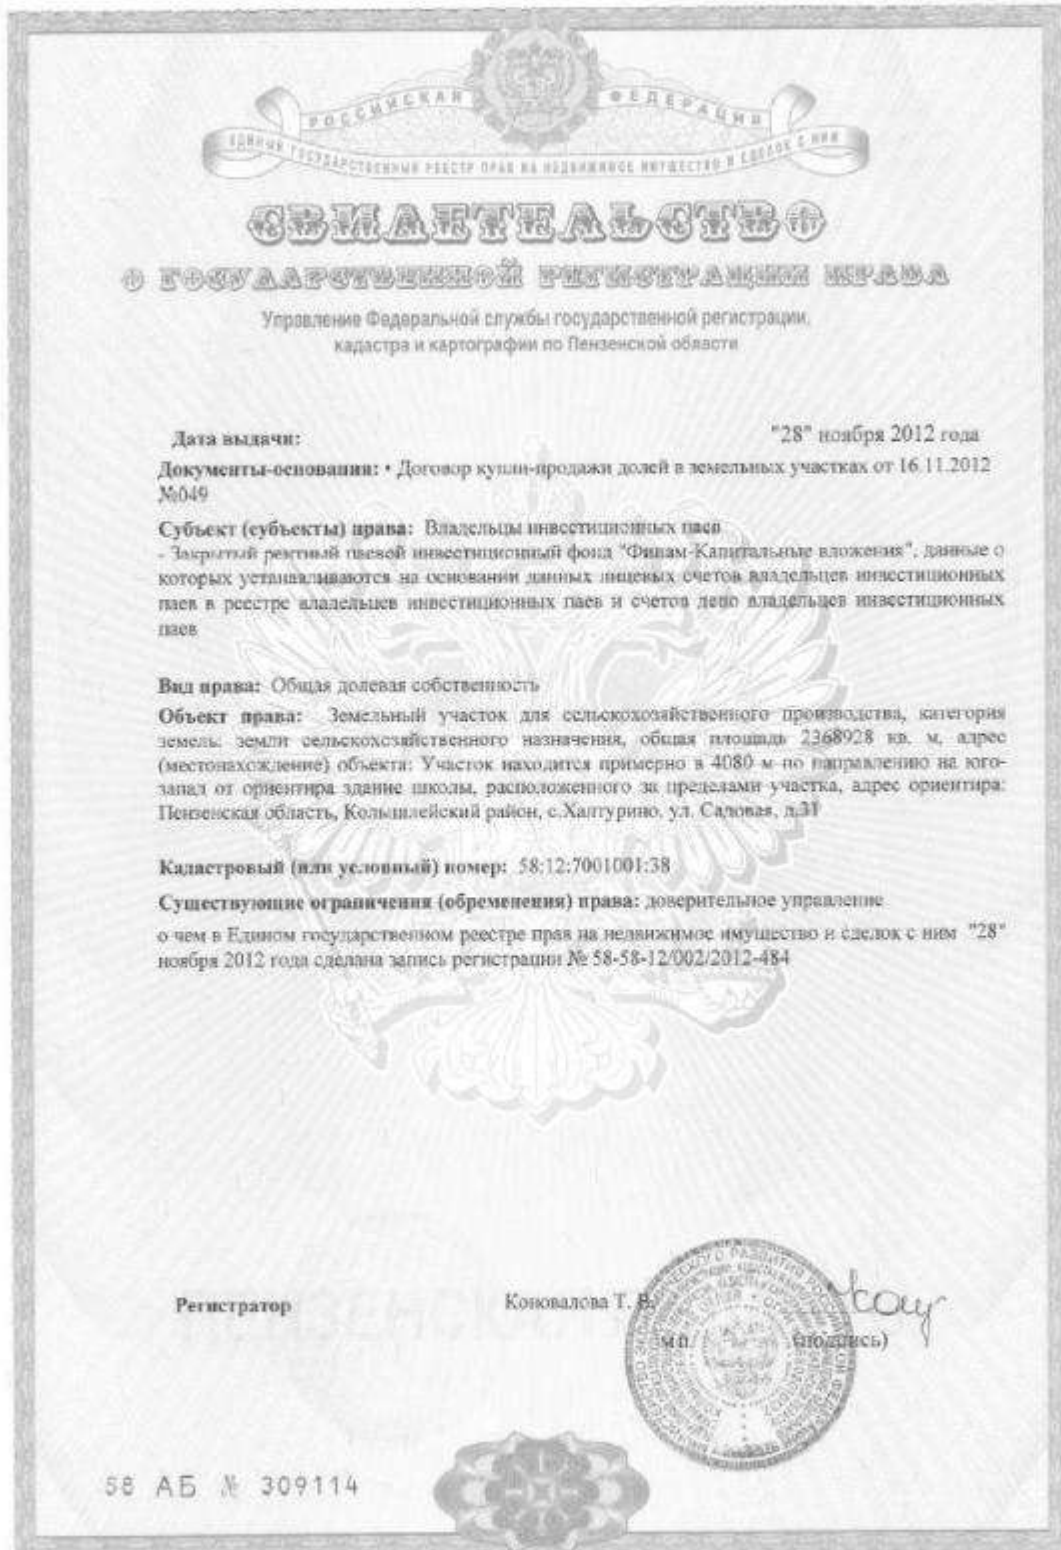 РОССИЙСКАЯ ФЕДЕРАЦИЯ
ЕДИНЫЙ ГОСУДАРСТВЕННЫЙ РЕЕСТР ПРАВ НА НЕДВИЖИМОЕ ИМУЩЕСТВО И СДЕЛОК С НИМ
СВИДЕТЕЛЬСТВО
О ГОСУДАРСТВЕННОЙ РЕГИСТРАЦИИ ПРАВА
Управление Федеральной службы государственной регистрации,
кадастра и картографии по Пензенской области
Дата выдачи: "28" ноября 2012 года
Документы-основания: • Договор купли-продажи долей в земельных участках от 16.11.2012
№049
Субъект (субъекты) права: Владельцы инвестиционных паев
- Закрытый рентный паевой инвестиционный фонд "Финам-Капитальные вложения", данные о
которых устанавливаются на основании данных лицевых счетов владельцев инвестиционных
паев в реестре владельцев инвестиционных паев и счетов депо владельцев инвестиционных
паев
Вид права: Общая долевая собственность
Объект права: Земельный участок для сельскохозяйственного производства, категория
земель: земли сельскохозяйственного назначения, общая площадь 2368928 кв. м, адрес
(местонахождение) объекта: Участок находится примерно в 4080 м по направлению на юго-
запад от ориентира здание школы, расположенного за пределами участка, адрес ориентира:
Пензенская область, Колышлейский район, с.Халтурино, ул. Садовая, д.31
Кадастровый (или условный) номер: 58:12:7001001:38
Существующие ограничения (обременения) права: доверительное управление
о чем в Едином государственном реестре прав на недвижимое имущество и сделок с ним "28"
ноября 2012 года сделана запись регистрации № 58-58-12/002/2012-484
Регистратор Коновалова Т. В.
м.п. (подпись)
58 АБ № 309114